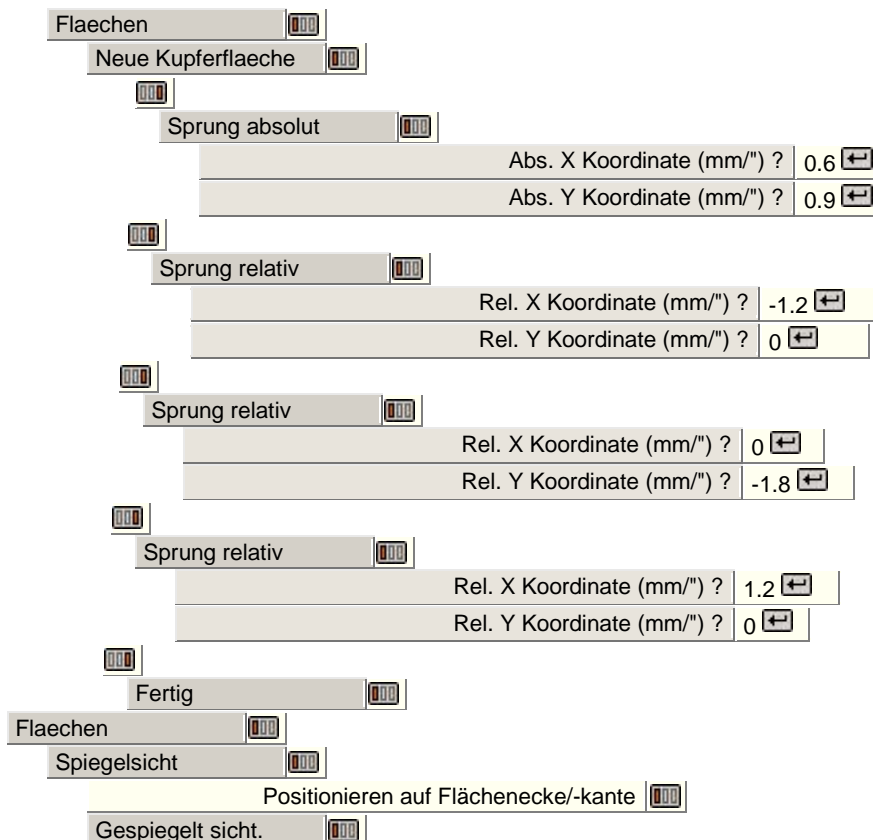 Flaechen
Neue Kupferflaeche
Sprung absolut
Abs. X Koordinate (mm/") ? 0.6
Abs. Y Koordinate (mm/") ? 0.9
Sprung relativ
Rel. X Koordinate (mm/") ? -1.2
Rel. Y Koordinate (mm/") ? 0
Sprung relativ
Rel. X Koordinate (mm/") ? 0
Rel. Y Koordinate (mm/") ? -1.8
Sprung relativ
Rel. X Koordinate (mm/") ? 1.2
Rel. Y Koordinate (mm/") ? 0
Fertig
Flaechen
Spiegelsicht
Positionieren auf Flächenecke/-kante
Gespiegelt sicht.